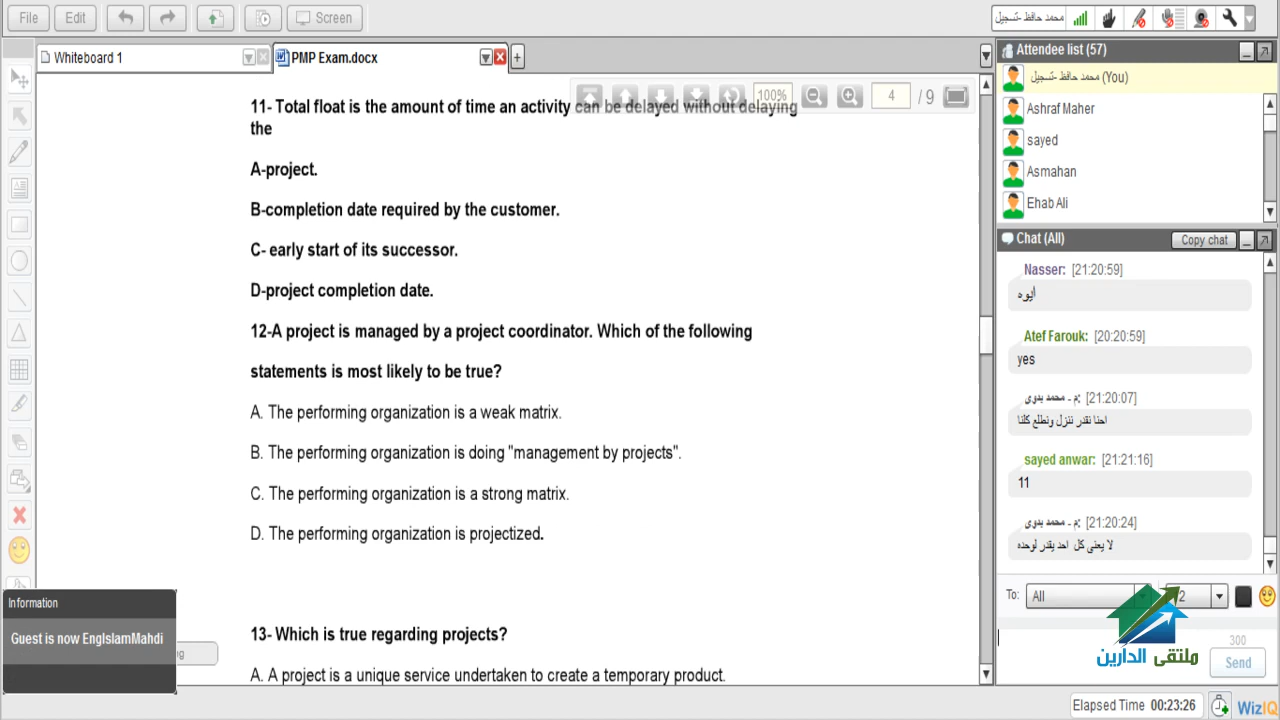 File
Edit
Screen
محمد حافظ -تسجيل
Whiteboard 1
PMP Exam.docx
+
100%
4 / 9
11- Total float is the amount of time an activity can be delayed without delaying
the
A-project.
B-completion date required by the customer.
C- early start of its successor.
D-project completion date.
12-A project is managed by a project coordinator. Which of the following
statements is most likely to be true?
A. The performing organization is a weak matrix.
B. The performing organization is doing "management by projects".
C. The performing organization is a strong matrix.
D. The performing organization is projectized.
13- Which is true regarding projects?
A. A project is a unique service undertaken to create a temporary product.
Information
Guest is now EngIslamMahdi
Attendee list (57)
محمد حافظ -تسجيل (You)
Ashraf Maher
sayed
Asmahan
Ehab Ali
Chat (All)
Copy chat
Nasser: [21:20:59]
ايوه
Atef Farouk: [20:20:59]
yes
م - محمد بدوي: [21:20:07]
احنا نقدر ننزل ونطلع كلنا
sayed anwar: [21:21:16]
11
م - محمد بدوي: [21:20:24]
لا يعنى كل احد يقدر لوحده
To:
All
2
ملتقى الدارين
300
Send
Elapsed Time 00:23:26
WizIQ